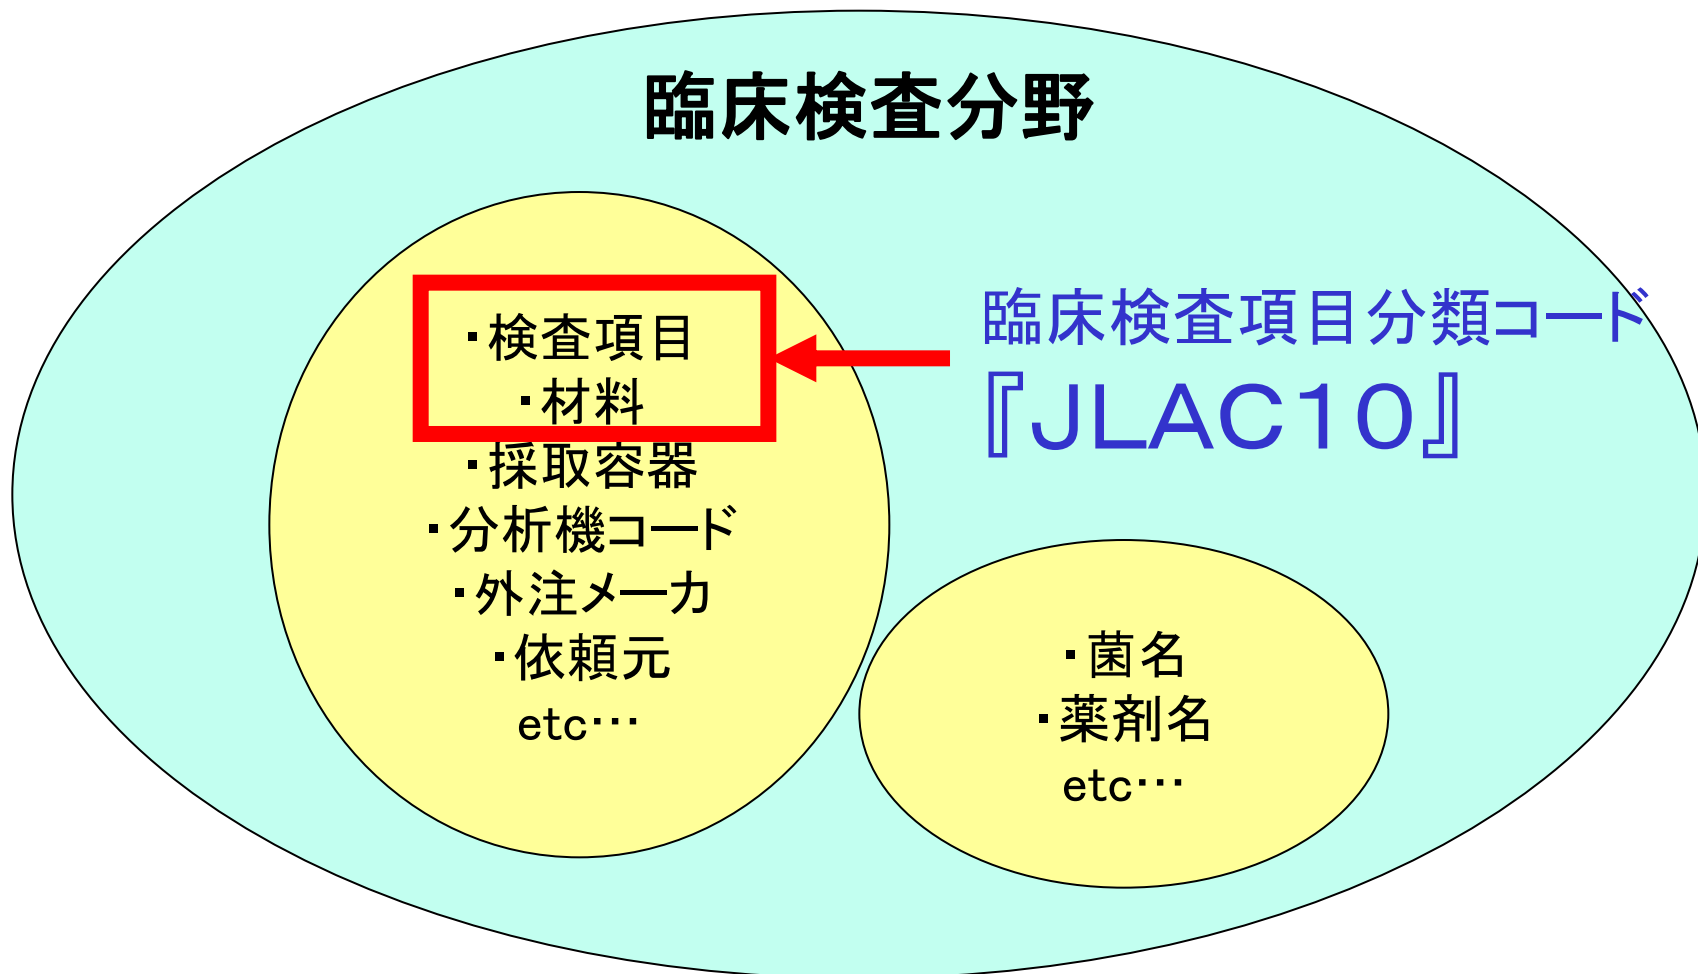 臨床検査分野
・検査項目
・材料
・採取容器
・分析機コード
・外注メーカ
・依頼元
etc・・・
臨床検査項目分類コード
『JLAC10』
・菌名
・薬剤名
etc・・・